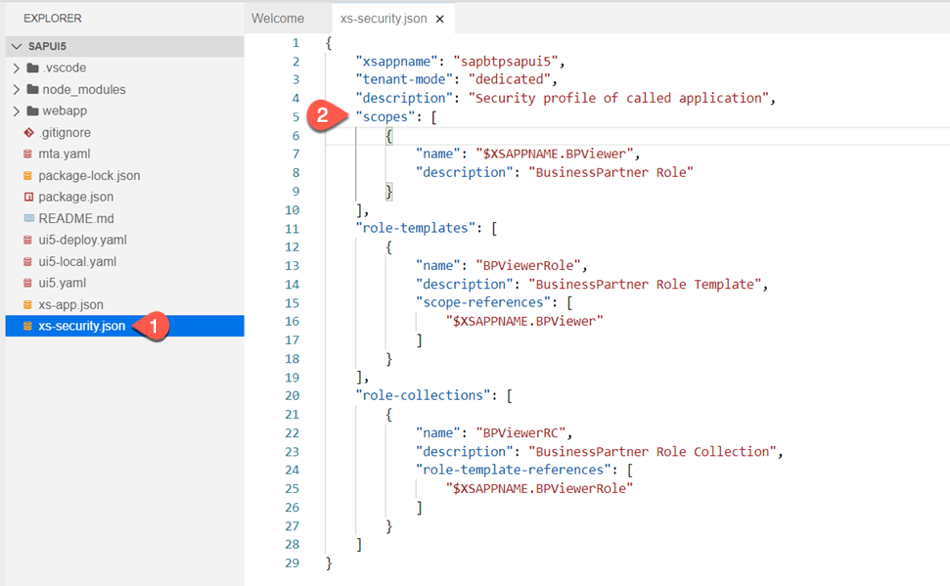 EXPLORER
SAPUI5
.vscode
node_modules
webapp
.gitignore
mta.yaml
package-lock.json
package.json
README.md
ui5-deploy.yaml
ui5-local.yaml
ui5.yaml
xs-app.json
xs-security.json
1
Welcome
xs-security.json ×
2
1 {
2 "xsappname": "sapbtpsapui5",
3 "tenant-mode": "dedicated",
4 "description": "Security profile of called application",
5 "scopes": [
6 {
7 "name": "$XSAPPNAME.BPViewer",
8 "description": "BusinessPartner Role"
9 }
10 ],
11 "role-templates": [
12 {
13 "name": "BPViewerRole",
14 "description": "BusinessPartner Role Template",
15 "scope-references": [
16 "$XSAPPNAME.BPViewer"
17 ]
18 }
19 ],
20 "role-collections": [
21 {
22 "name": "BPViewerRC",
23 "description": "BusinessPartner Role Collection",
24 "role-template-references": [
25 "$XSAPPNAME.BPViewerRole"
26 ]
27 }
28 ]
29 }